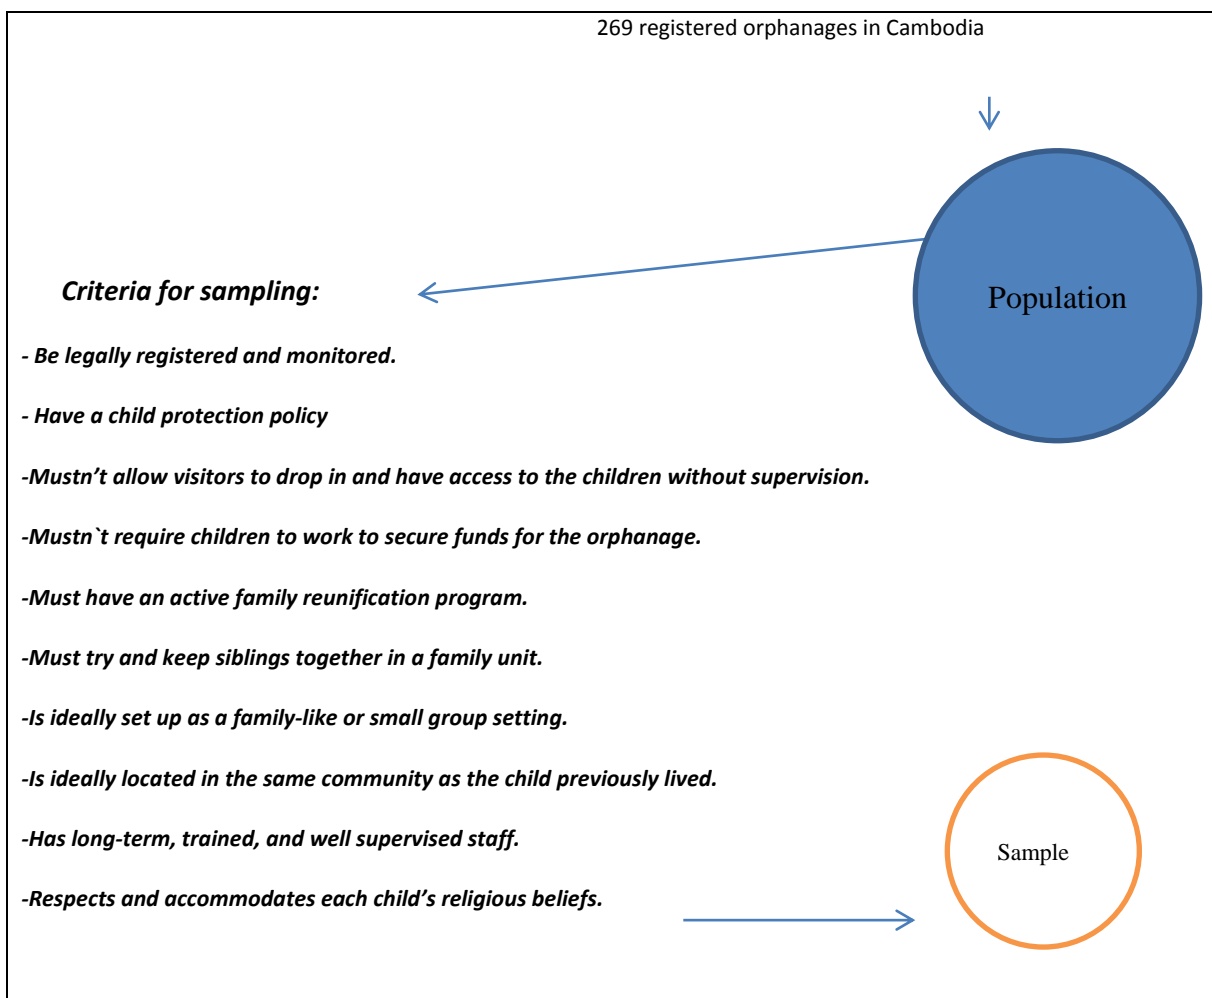 269 registered orphanages in Cambodia
Population
Criteria for sampling:
- Be legally registered and monitored.
- Have a child protection policy
-Mustn’t allow visitors to drop in and have access to the children without supervision.
-Mustn`t require children to work to secure funds for the orphanage.
-Must have an active family reunification program.
-Must try and keep siblings together in a family unit.
-Is ideally set up as a family-like or small group setting.
-Is ideally located in the same community as the child previously lived.
-Has long-term, trained, and well supervised staff.
-Respects and accommodates each child’s religious beliefs.
Sample